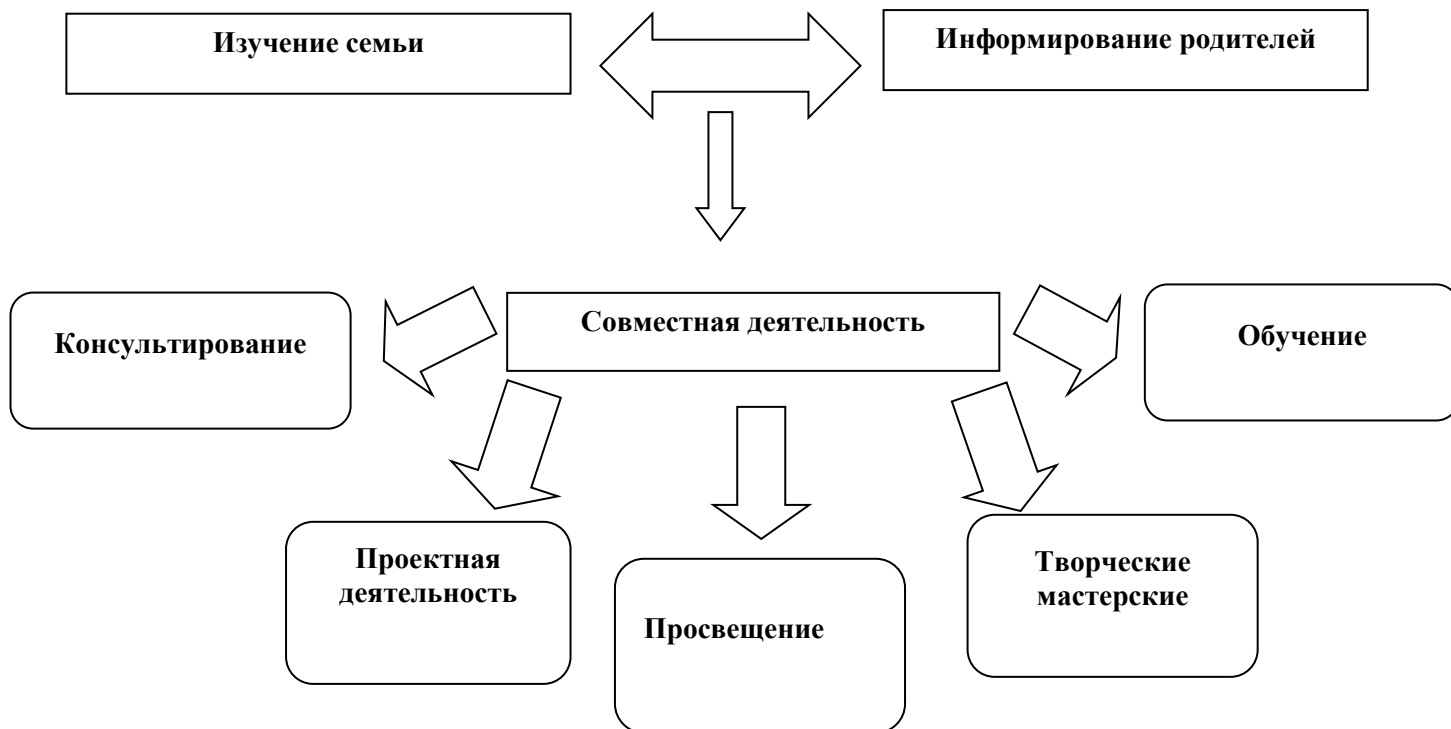 Изучение семьи
Информирование родителей
Совместная деятельность
Консультирование
Обучение
Проектная
деятельность
Просвещение
Творческие
мастерские